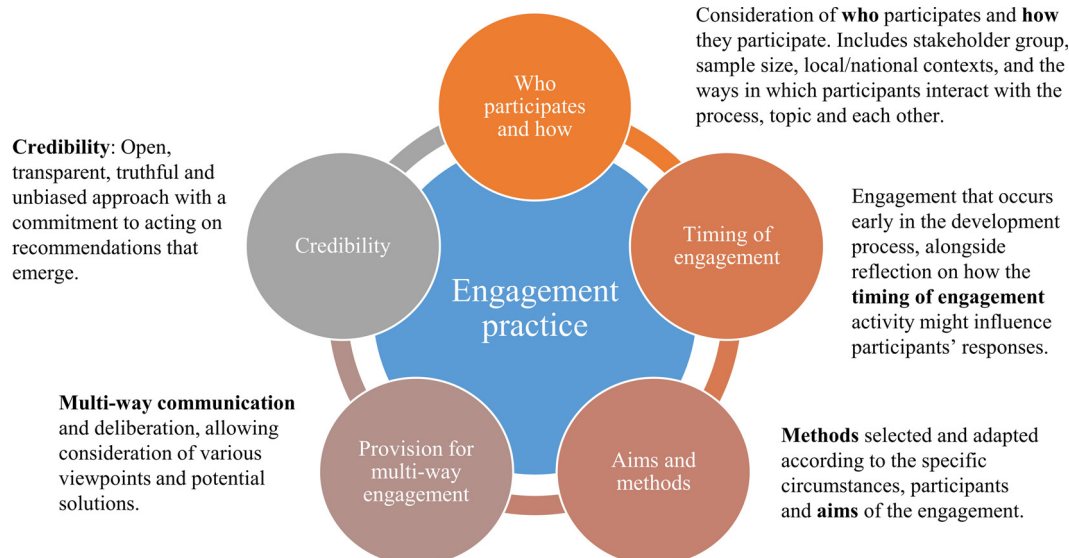 Consideration of who participates and how
they participate. Includes stakeholder group,
sample size, local/national contexts, and the
ways in which participants interact with the
process, topic and each other.
Who
participates
and how
Credibility: Open,
transparent, truthful and
unbiased approach with a
commitment to acting on
recommendations that
emerge.
Credibility
Timing of
engagement
Engagement that occurs
early in the development
process, alongside
reflection on how the
timing of engagement
activity might influence
participants’ responses.
Engagement
practice
Multi-way communication
and deliberation, allowing
consideration of various
viewpoints and potential
solutions.
Provision for
multi-way
engagement
Aims and
methods
Methods selected and adapted
according to the specific
circumstances, participants
and aims of the engagement.